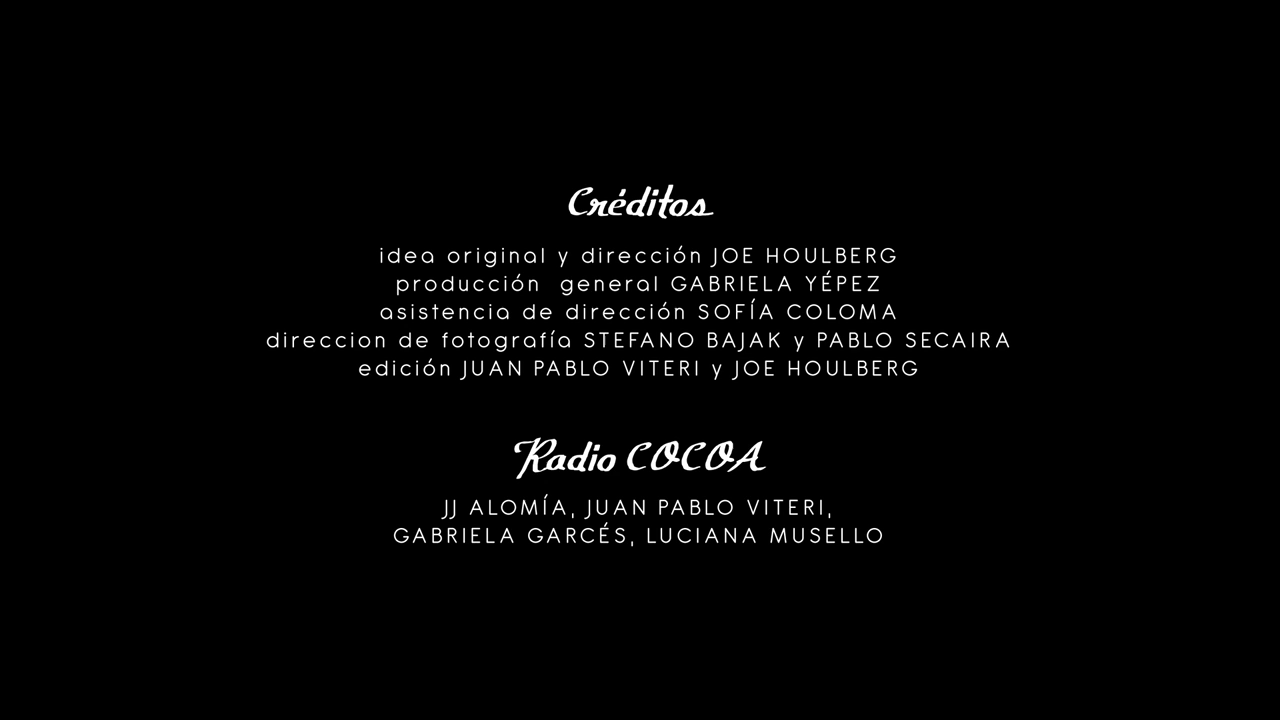 Créditos
idea original y dirección JOE HOULBERG
producción general GABRIELA YÉPEZ
asistencia de dirección SOFÍA COLOMA
direccion de fotografía STEFANO BAJAK y PABLO SECAIRA
edición JUAN PABLO VITERI y JOE HOULBERG
Radio COCOA
JJ ALOMÍA, JUAN PABLO VITERI,
GABRIELA GARCÉS, LUCIANA MUSELLO